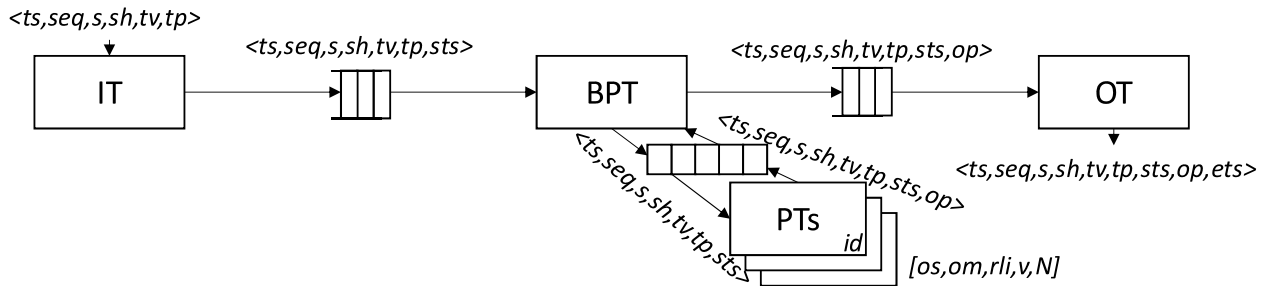 <ts,seq,s,sh,tv,tp>
<ts,seq,s,sh,tv,tp,sts>
<ts,seq,s,sh,tv,tp,sts,op>
IT
BPT
OT
<ts,seq,s,sh,tv,tp,sts>
<ts,seq,s,sh,tv,tp,sts,op>
<ts,seq,s,sh,tv,tp,sts,op,ets>
PTs
id
[os,om,rli,v,N]